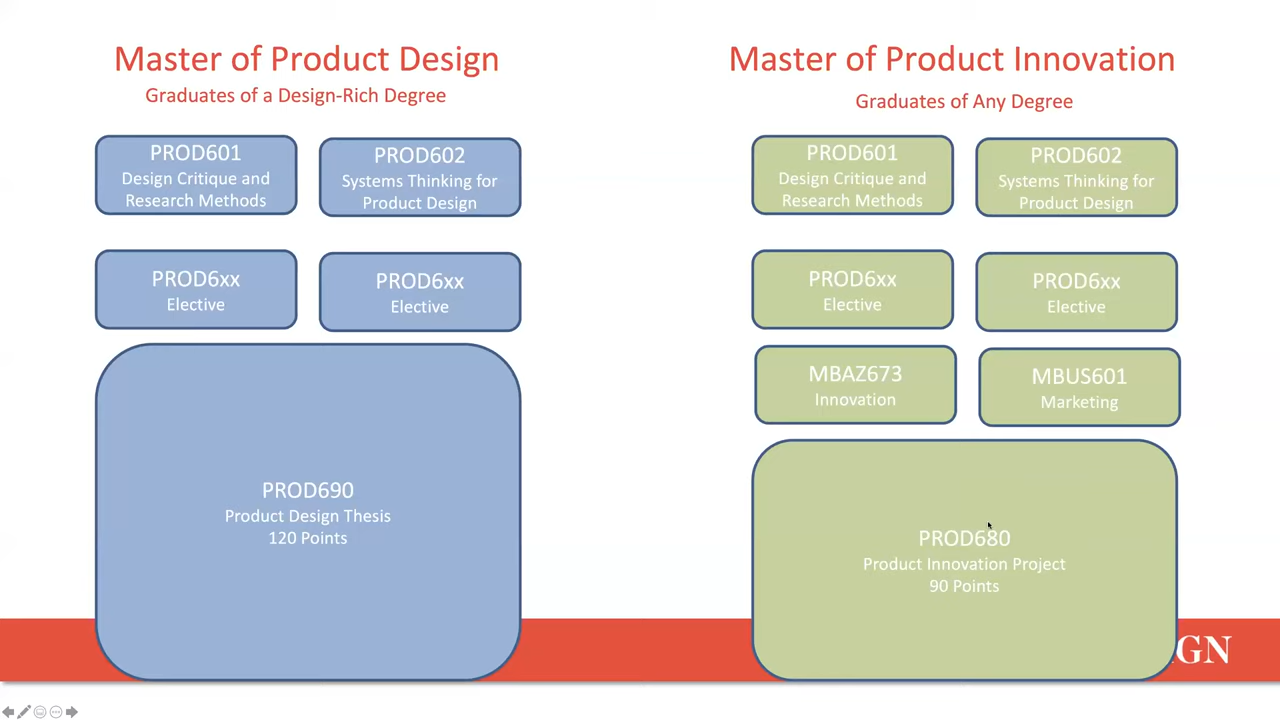 Master of Product Design
Graduates of a Design-Rich Degree
PROD601
Design Critique and
Research Methods
PROD602
Systems Thinking for
Product Design
PROD6xx
Elective
PROD6xx
Elective
PROD690
Product Design Thesis
120 Points
Master of Product Innovation
Graduates of Any Degree
PROD601
Design Critique and
Research Methods
PROD602
Systems Thinking for
Product Design
PROD6xx
Elective
PROD6xx
Elective
MBAZ673
Innovation
MBUS601
Marketing
PROD680
Product Innovation Project
90 Points